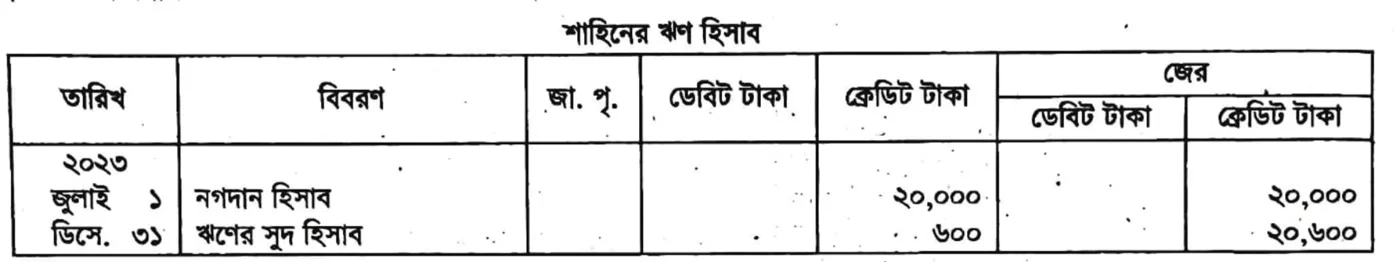 শাহিনের ঋণ হিসাব
তারিখ বিবরণ জা. পৃ. ডেবিট টাকা ক্রেডিট টাকা জের
ডেবিট টাকা ক্রেডিট টাকা
২০২৩
জুলাই ১ নগদান হিসাব ২০,০০০ ২০,০০০
ডিসে. ৩১ ঋণের সুদ হিসাব ৬০০ ২০,৬০০